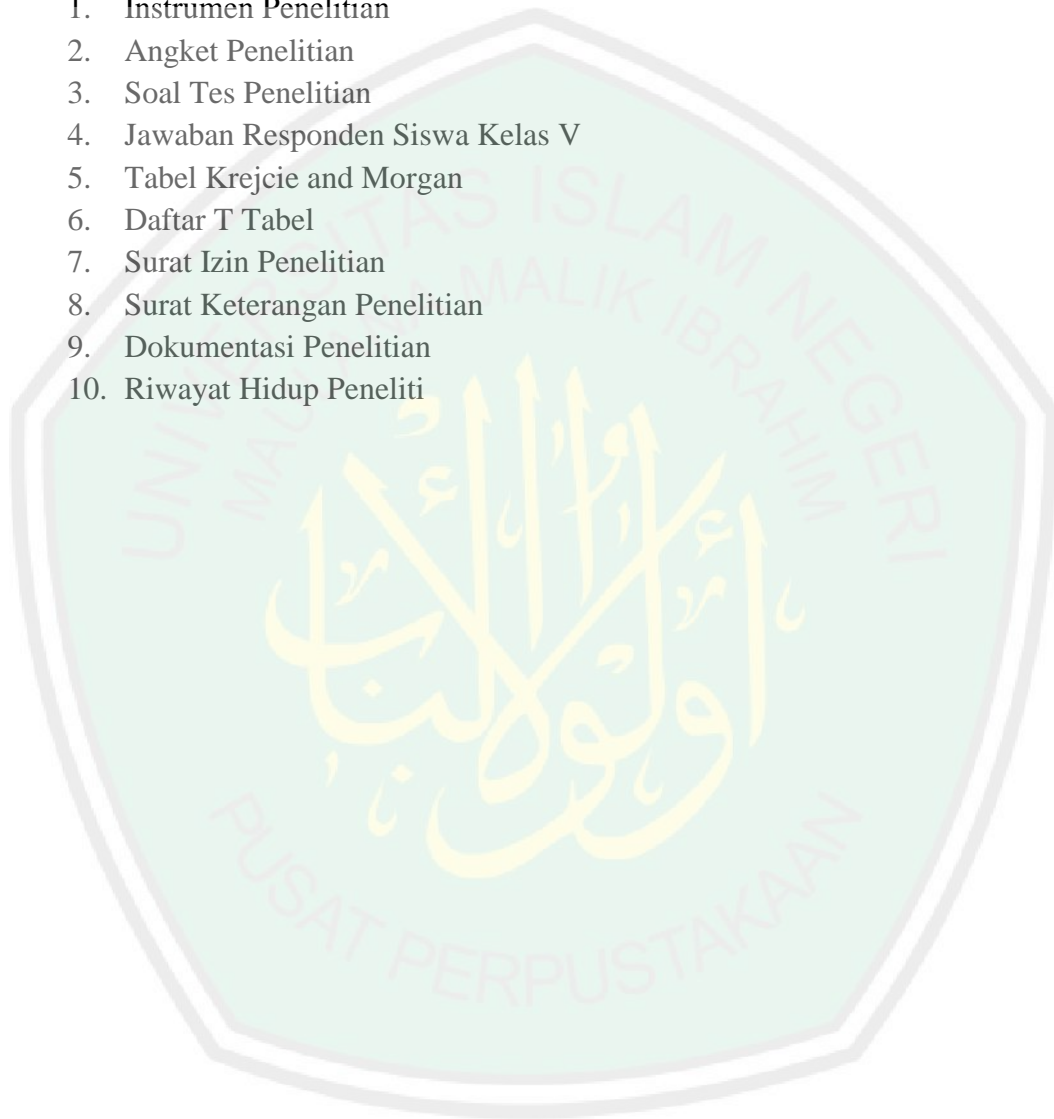 1. Instrumen Penelitian
2. Angket Penelitian
3. Soal Tes Penelitian
4. Jawaban Responden Siswa Kelas V
5. Tabel Krejcie and Morgan
6. Daftar T Tabel
7. Surat Izin Penelitian
8. Surat Keterangan Penelitian
9. Dokumentasi Penelitian
10. Riwayat Hidup Peneliti
UNIVERSITAS ISLAM NEGERI
MAULANA MALIK IBRAHIM
أولوا الألباب
PUSAT PERPUSTAKAAN